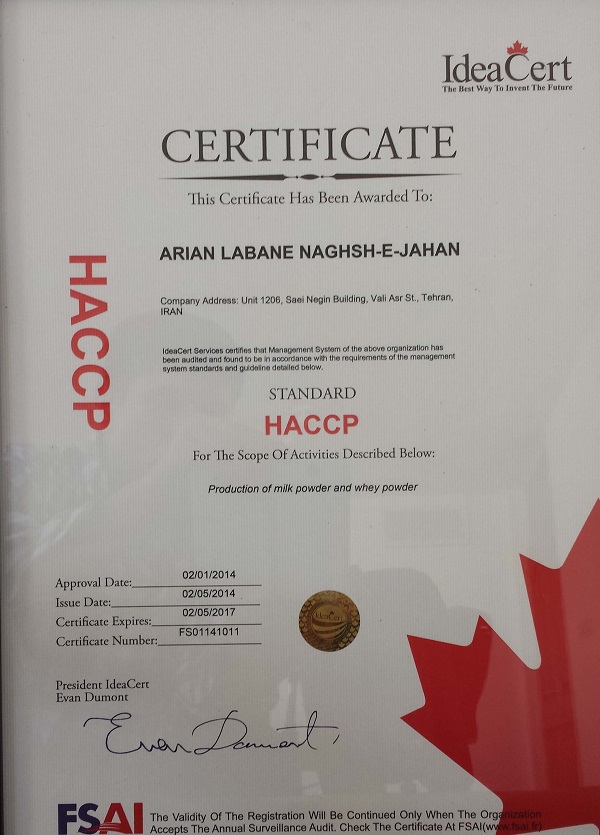 IdeaCert
The Best Way To Invent The Future
CERTIFICATE
This Certificate Has Been Awarded To:
ARIAN LABANE NAGHSH-E-JAHAN
HACCP
Company Address: Unit 1206, Saei Negin Building, Vali Asr St., Tehran,
IRAN
IdeaCert Services certifies that Management System of the above organization has
been audited and found to be in accordance with the requirements of the management
system standards and guideline detailed below.
STANDARD
HACCP
For The Scope Of Activities Described Below:
Production of milk powder and whey powder
Approval Date: 02/01/2014
Issue Date: 02/05/2014
Certificate Expires: 02/05/2017
Certificate Number: FS01141011
IdeaCert
President IdeaCert
Evan Dumont
Evan Dumont
FSAI
The Validity Of The Registration Will Be Continued Only When The Organization
Accepts The Annual Surveillance Audit. Check The Certificate At FSAI(www.fsai.fr)